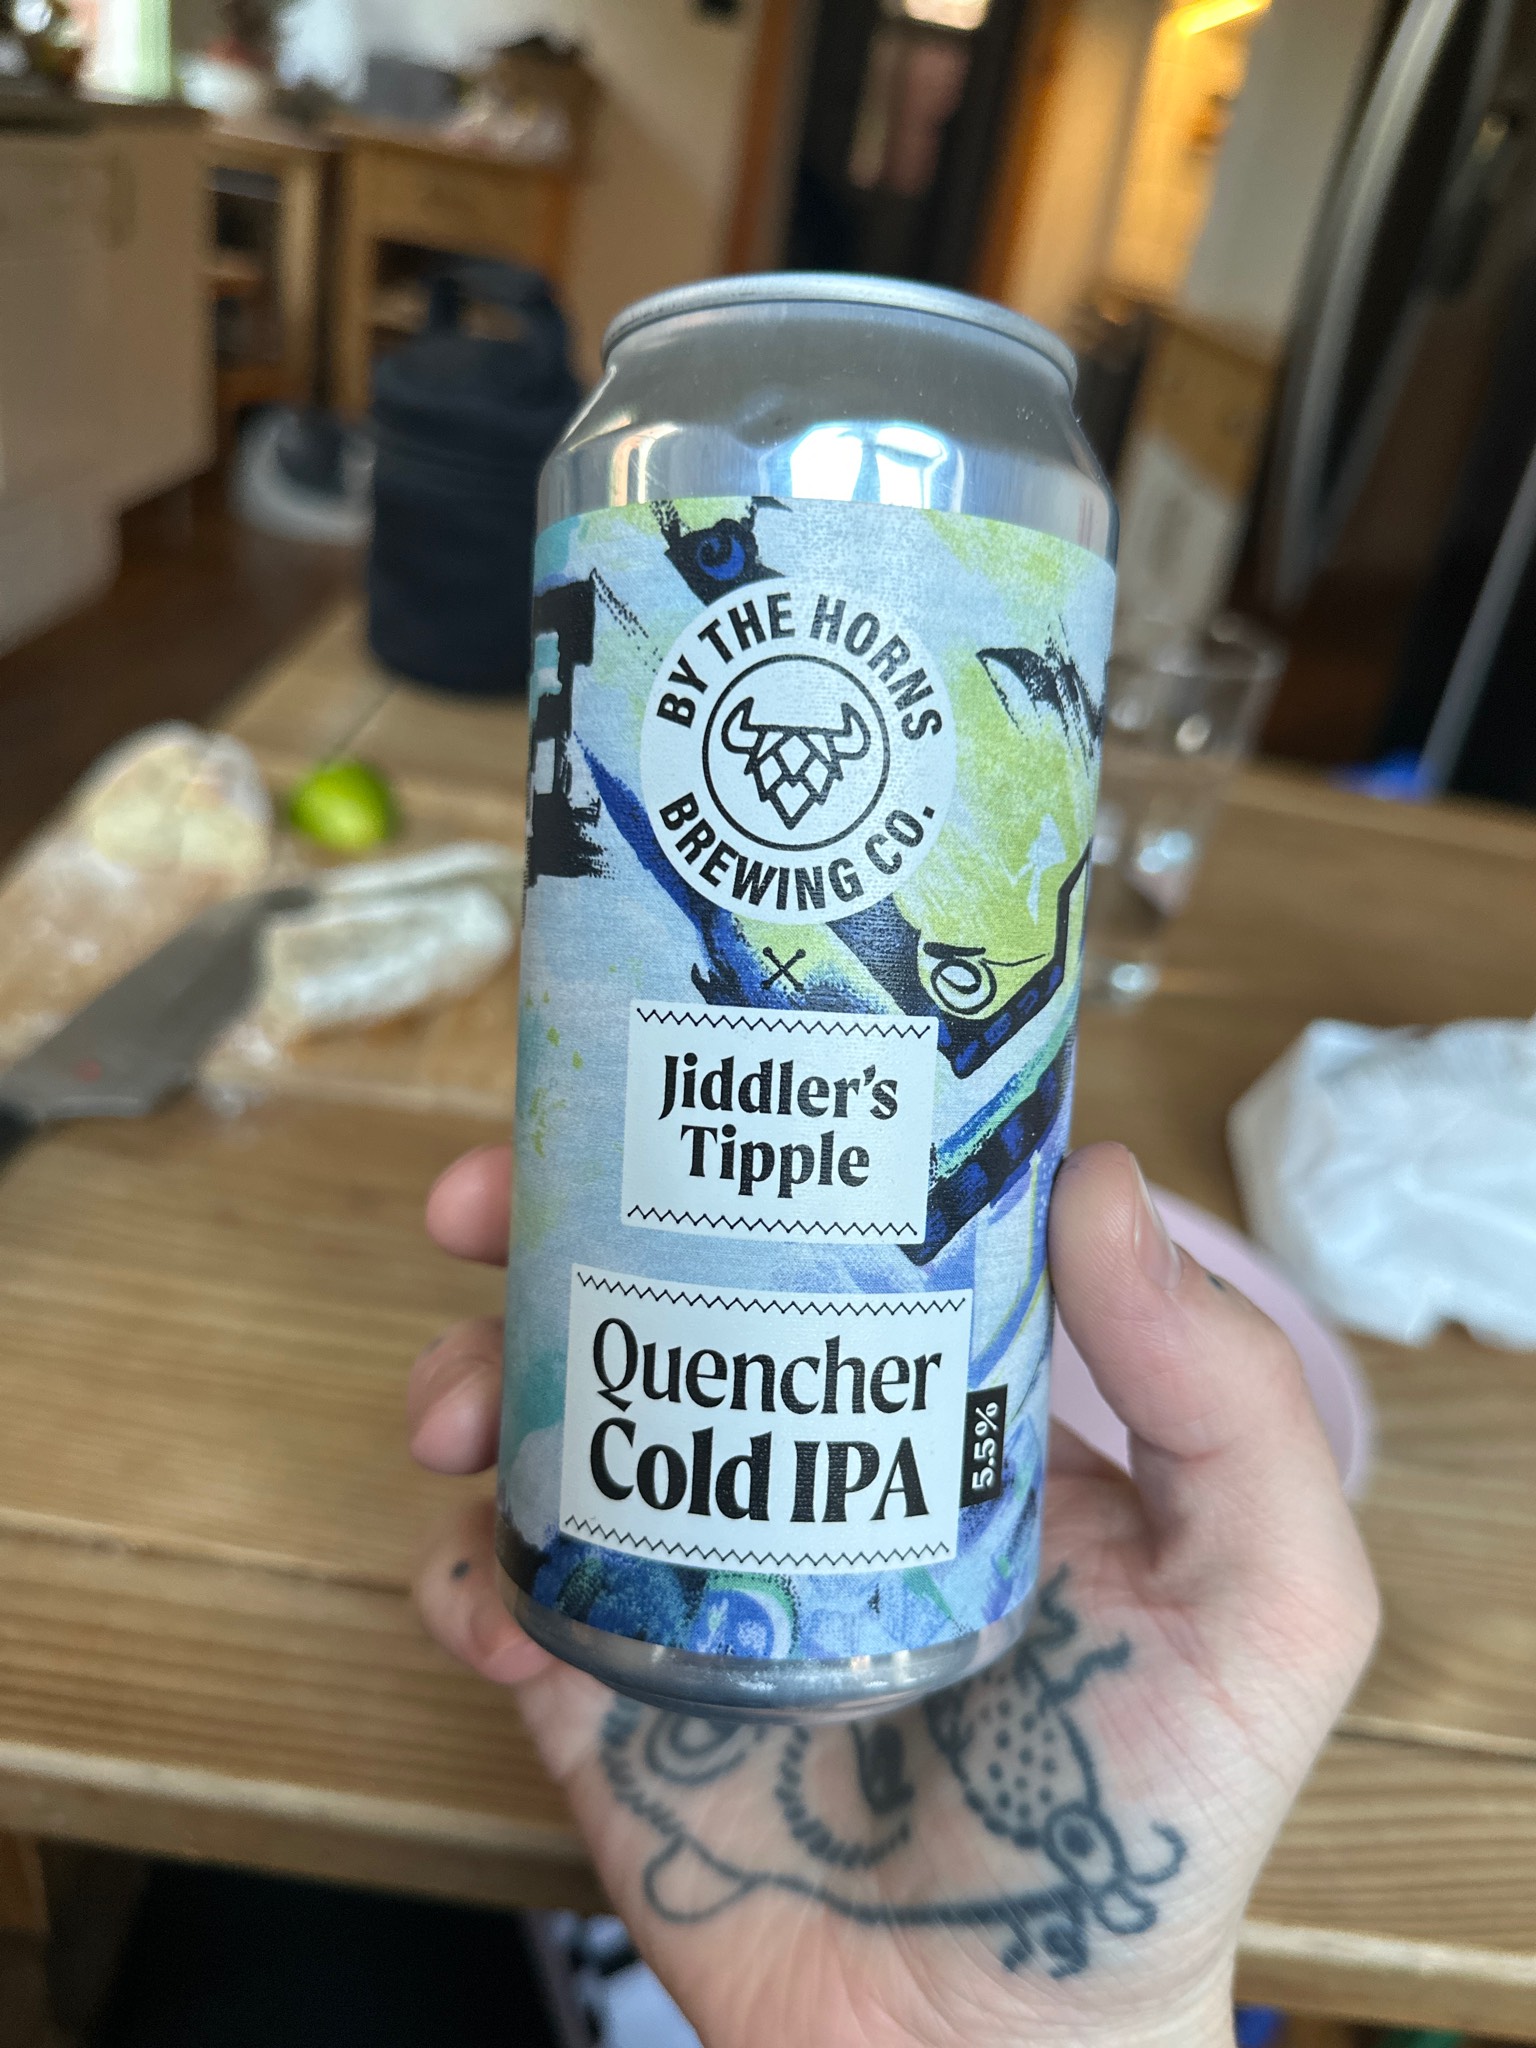 BY THE HORNS
BREWING CO.
Jiddler's
Tipple
Quencher
Cold IPA
5.5%